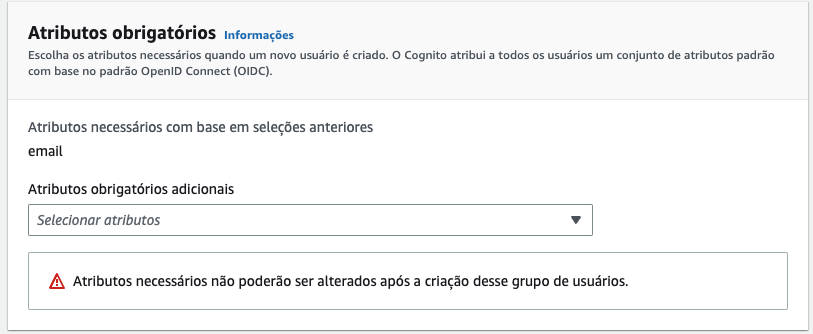 Atributos obrigatórios Informações
Escolha os atributos necessários quando um novo usuário é criado. O Cognito atribui a todos os usuários um conjunto de atributos padrão
com base no padrão OpenID Connect (OIDC).
Atributos necessários com base em seleções anteriores
email
Atributos obrigatórios adicionais
Selecionar atributos
Atributos necessários não poderão ser alterados após a criação desse grupo de usuários.